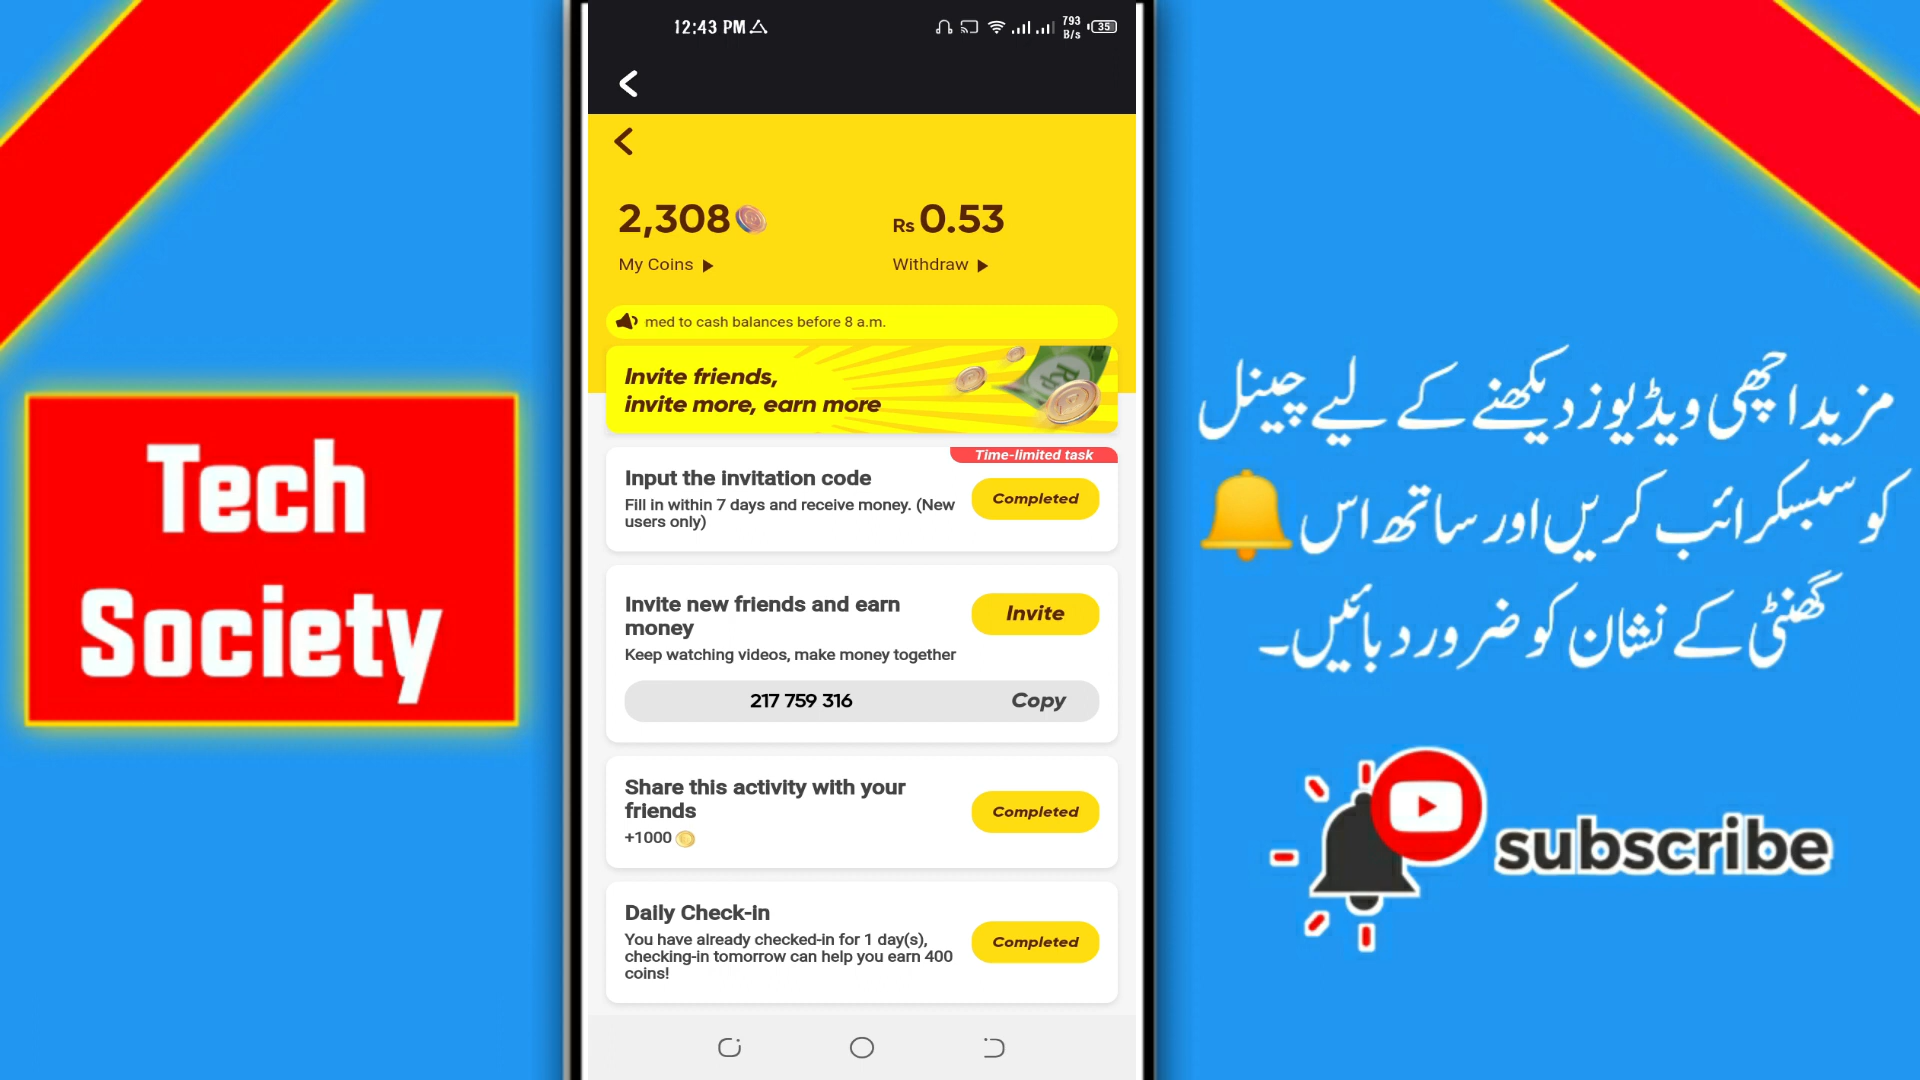 Tech
Society
12:43 PM
793
B/s
35
2,308
Rs 0.53
My Coins
Withdraw
med to cash balances before 8 a.m.
Invite friends,
invite more, earn more
Rp
Time-limited task
Input the invitation code
Fill in within 7 days and receive money. (New
users only)
Completed
Invite new friends and earn
money
Invite
Keep watching videos, make money together
217 759 316
Copy
Share this activity with your
friends
+1000
Completed
Daily Check-in
You have already checked-in for 1 day(s),
checking-in tomorrow can help you earn 400
coins!
Completed
مزید اچھی ویڈیوز دیکھنے کے لیے چینل
کو سبسکرائب کریں اور ساتھ اس
گھنٹی کے نشان کو ضرور دبائیں۔
subscribe